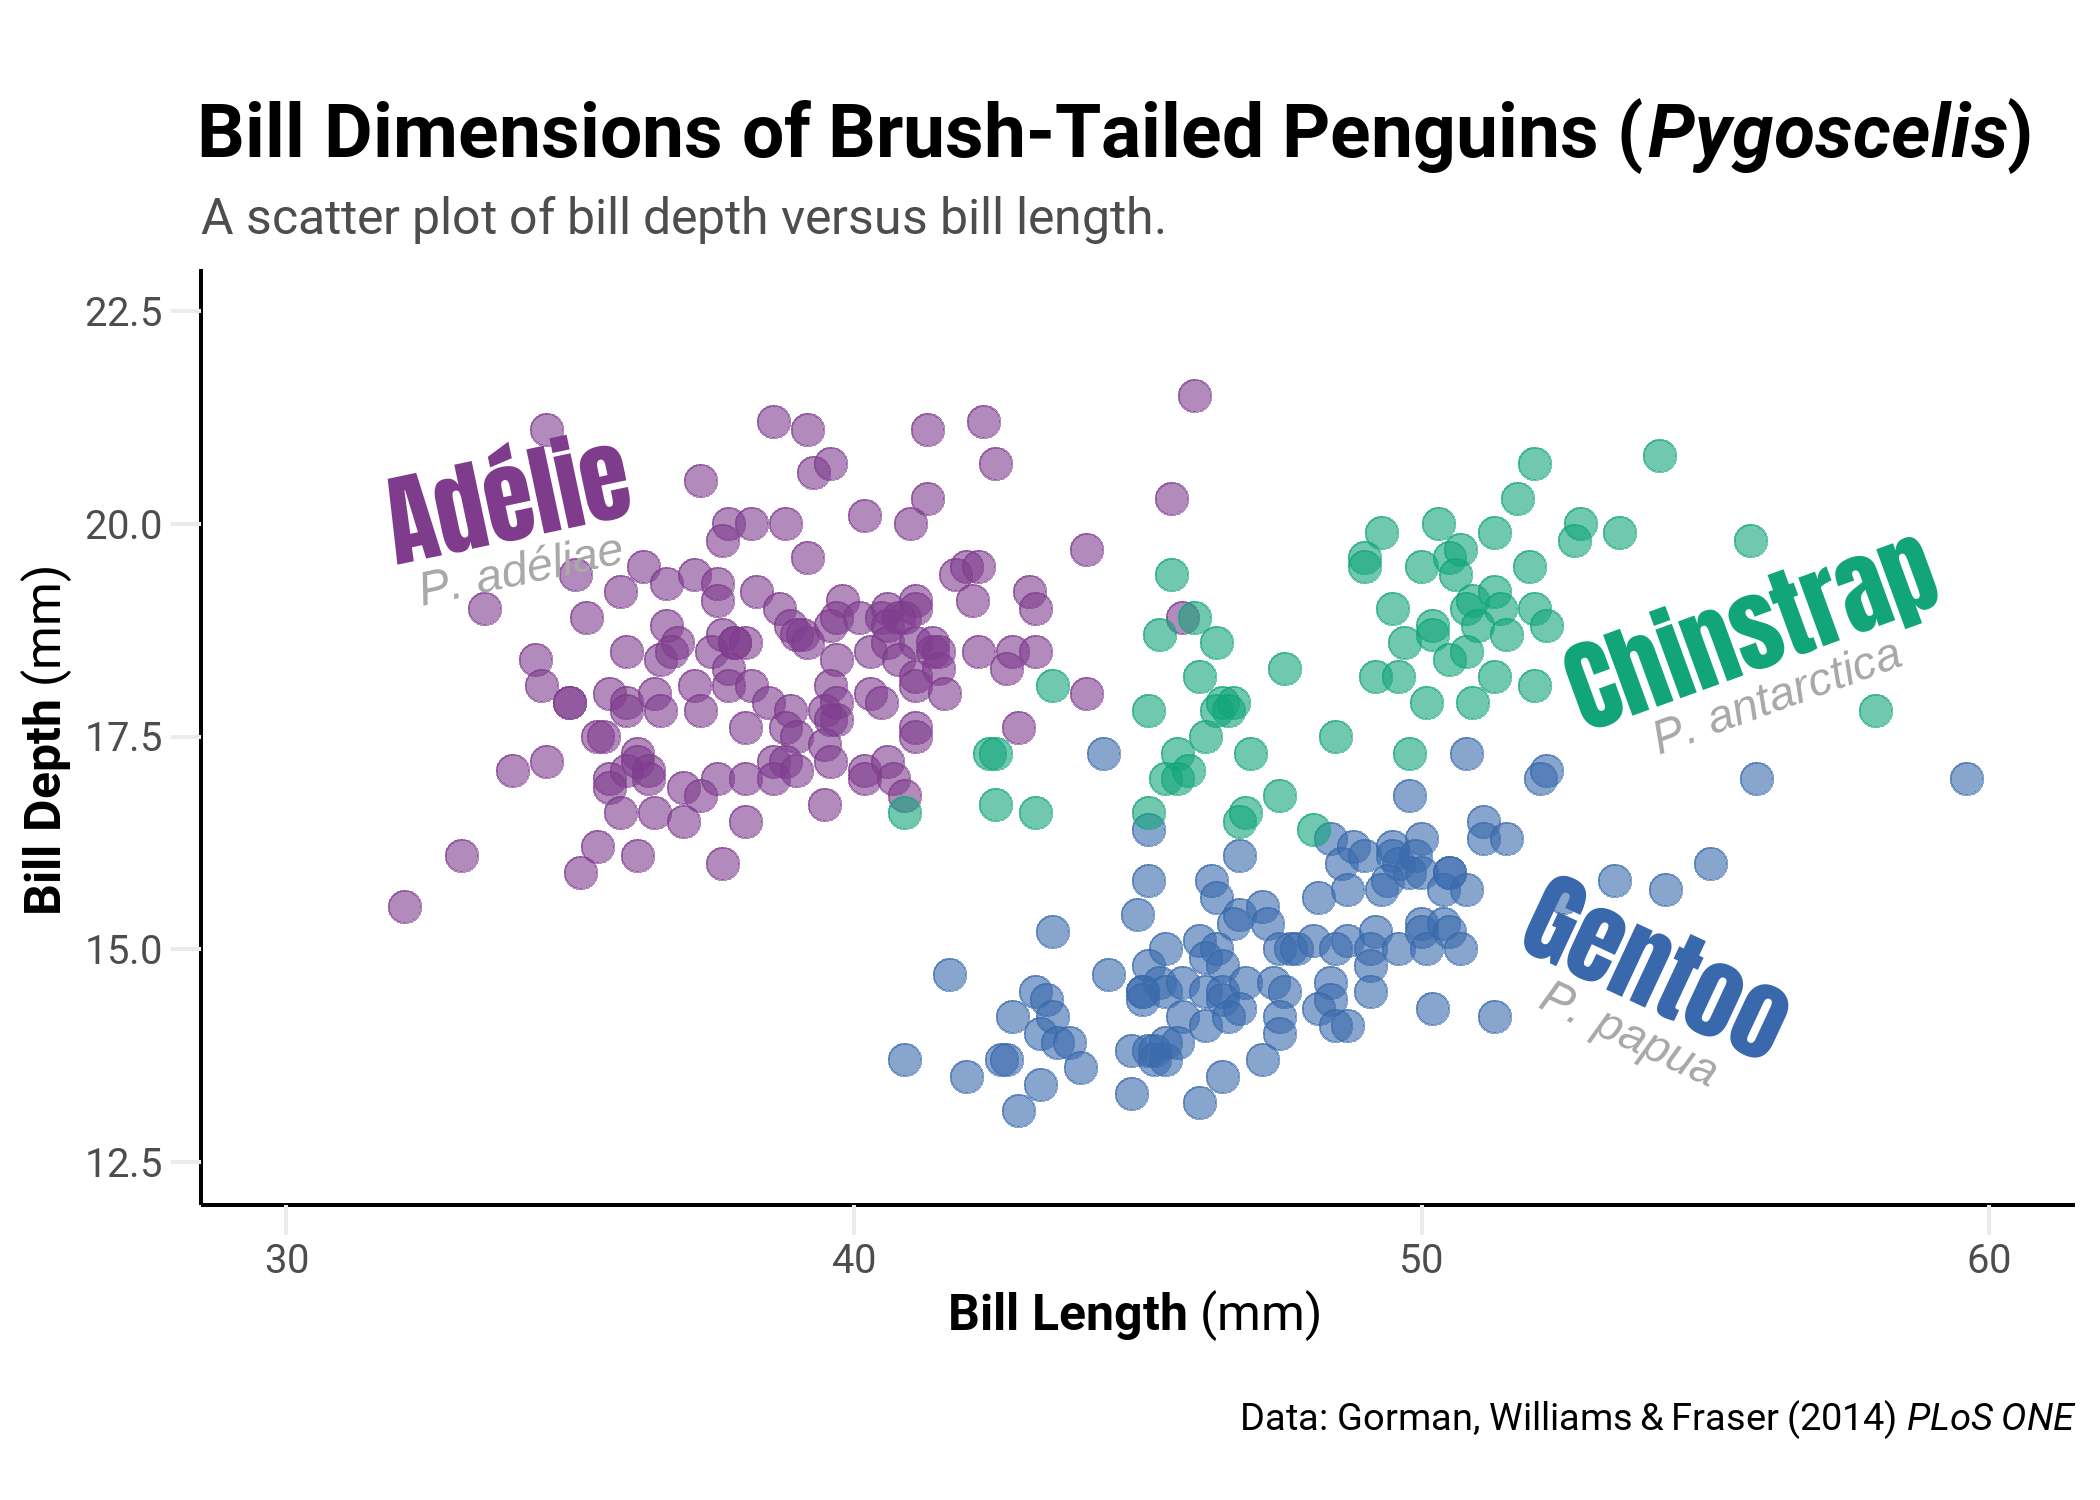 Bill Dimensions of Brush-Tailed Penguins (Pygoscelis)
A scatter plot of bill depth versus bill length.
Bill Depth (mm)
22.5
20.0
17.5
15.0
12.5
Adélie
P. adéliae
Chinstrap
P. antarctica
Gentoo
P. papua
30 40 50 60
Bill Length (mm)
Data: Gorman, Williams & Fraser (2014) PLoS ONE